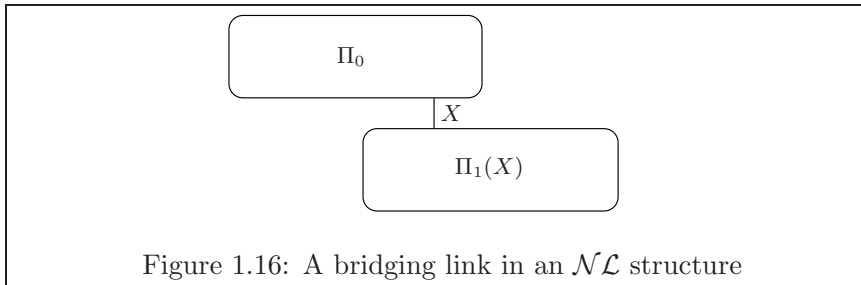 Π₀
X
Π₁(X)
Figure 1.16: A bridging link in an 𝒩ℒ structure